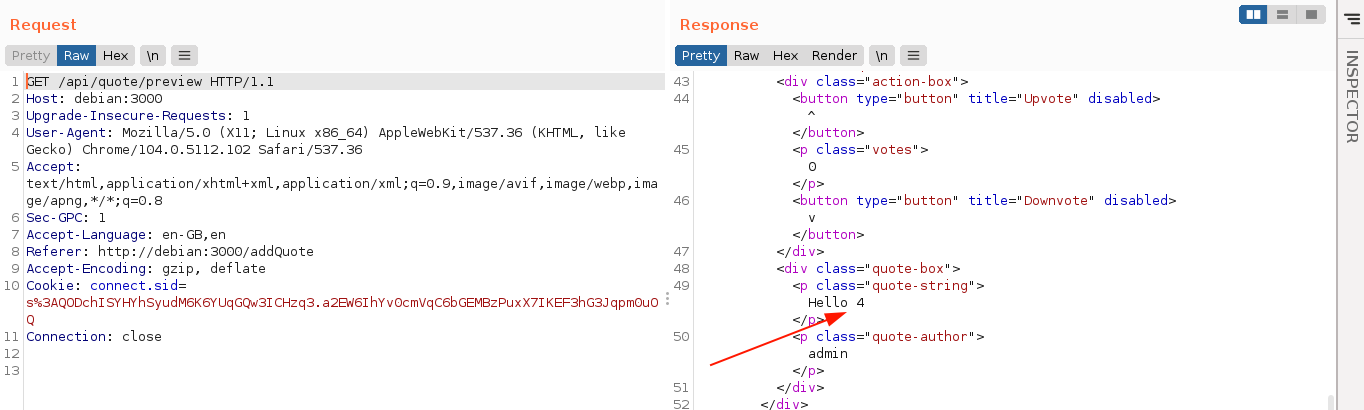 Request
Pretty Raw Hex \n
1 GET /api/quote/preview HTTP/1.1
2 Host: debian:3000
3 Upgrade-Insecure-Requests: 1
4 User-Agent: Mozilla/5.0 (X11; Linux x86_64) AppleWebKit/537.36 (KHTML, like
Gecko) Chrome/104.0.5112.102 Safari/537.36
5 Accept:
text/html,application/xhtml+xml,application/xml;q=0.9,image/avif,image/webp,ima
ge/apng,*/*;q=0.8
6 Sec-GPC: 1
7 Accept-Language: en-GB,en
8 Referer: http://debian:3000/addQuote
9 Accept-Encoding: gzip, deflate
10 Cookie: connect.sid=
s%3AQODchISYHYhSyudM6K6YUqGQw3ICHzq3.a2EW6IhYv0cmVqC6bGEMBzPuxX7IKEF3hG3Jqpm0uO
Q
11 Connection: close
12
13
Response
Pretty Raw Hex Render \n
43 <div class="action-box">
44 <button type="button" title="Upvote" disabled>
^
</button>
45 <p class="votes">
0
</p>
46 <button type="button" title="Downvote" disabled>
v
</button>
47 </div>
48 <div class="quote-box">
49 <p class="quote-string">
Hello 4
</p>
50 <p class="quote-author">
admin
</p>
51 </div>
52 </div>
INSPECTOR